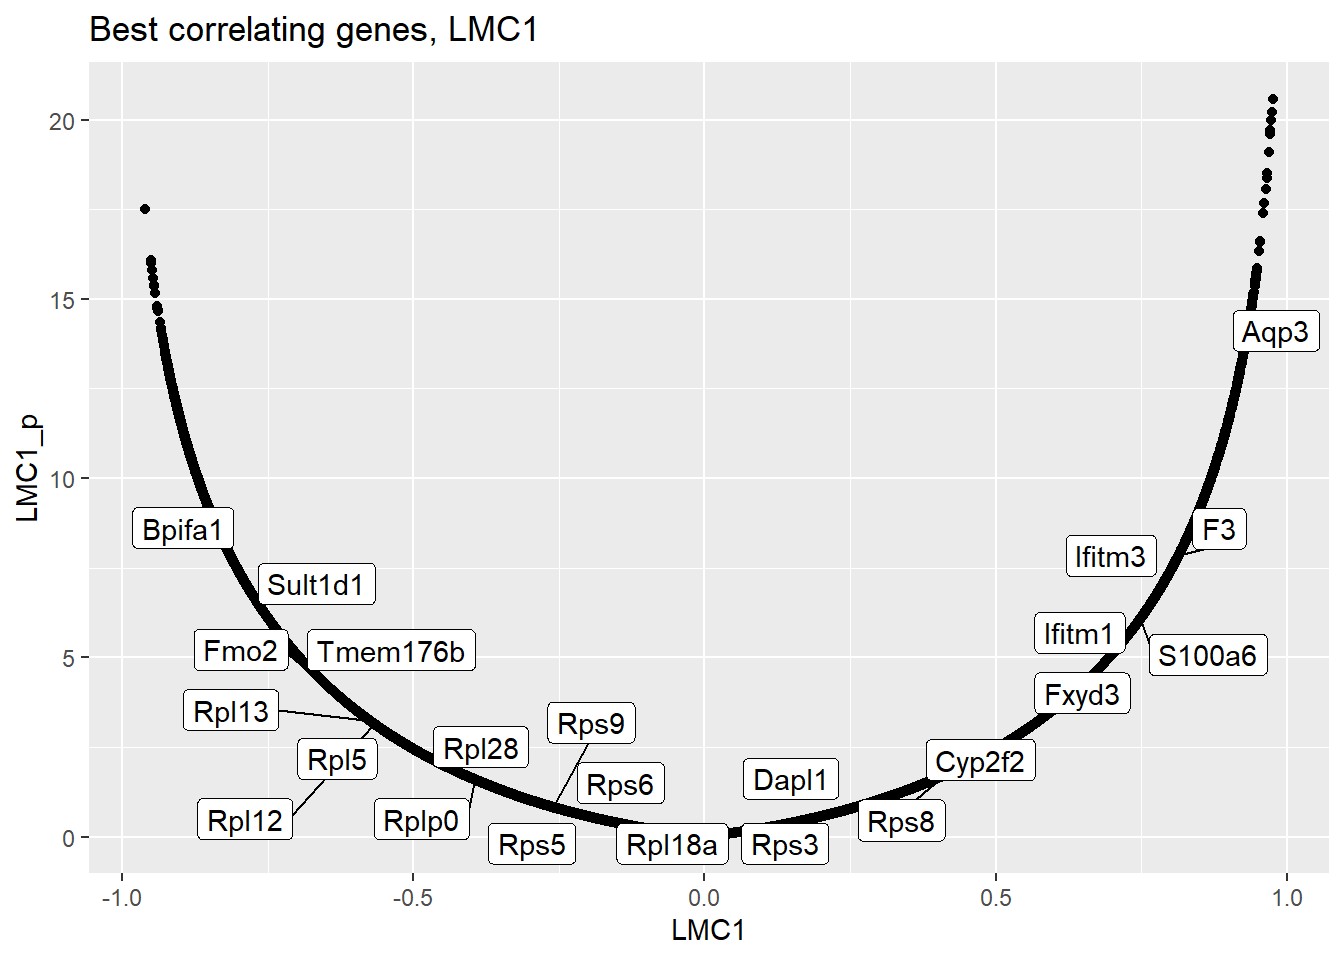 Best correlating genes, LMC1
20
15
10
5
0
LMC1_p
Aqp3
Bpifa1
F3
Ifitm3
Sult1d1
Ifitm1
Fmo2
Tmem176b
S100a6
Fxyd3
Rpl13
Rps9
Rpl28
Rpl5
Cyp2f2
Dapl1
Rps6
Rpl12
Rplp0
Rps8
Rps5
Rpl18a
Rps3
-1.0
-0.5
0.0
0.5
1.0
LMC1